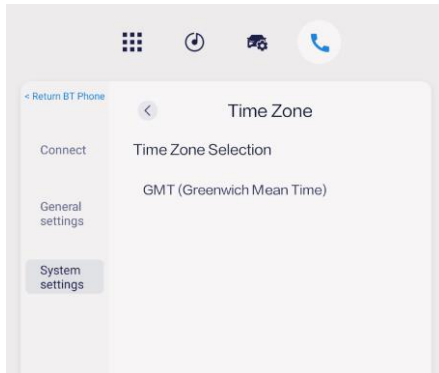 < Return BT Phone
Time Zone
Connect
Time Zone Selection
GMT (Greenwich Mean Time)
General
settings
System
settings